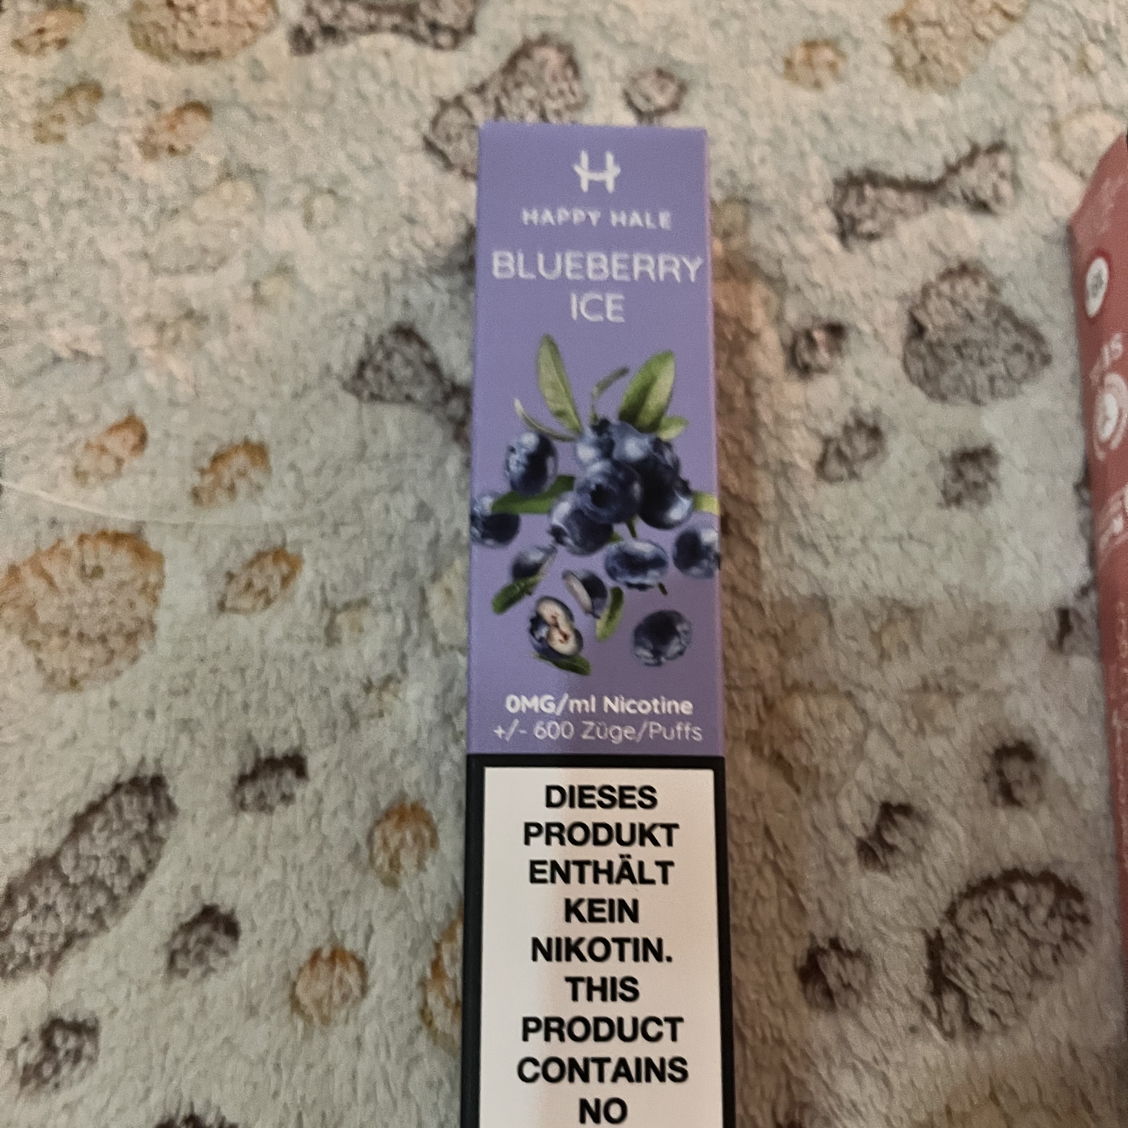 H
HAPPY HALE
BLUEBERRY
ICE
0MG/ml Nicotine
+/- 600 Züge/Puffs
DIESES
PRODUKT
ENTHÄLT
KEIN
NIKOTIN.
THIS
PRODUCT
CONTAINS
NO